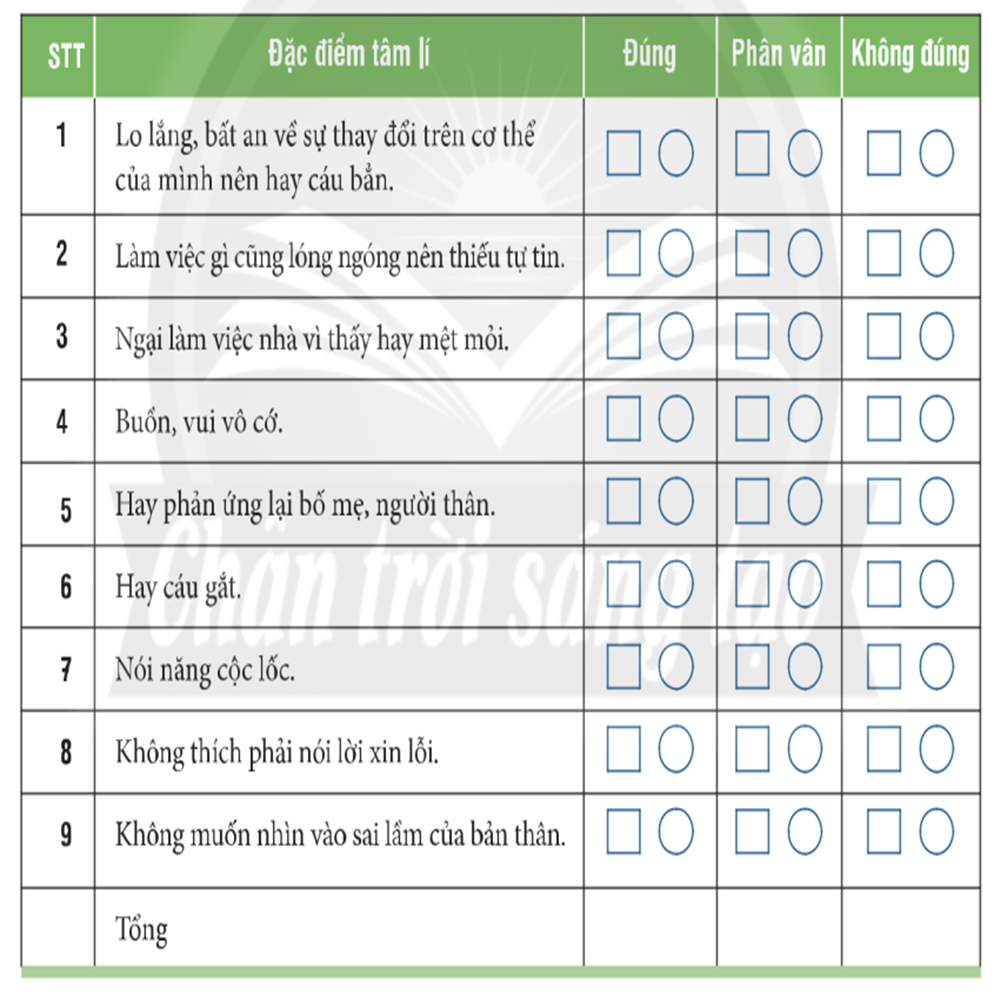 STT Đặc điểm tâm lí Đúng Phân vân Không đúng
1 Lo lắng, bất an về sự thay đổi trên cơ thể
của mình nên hay cáu bẳn.
2 Làm việc gì cũng lóng ngóng nên thiếu tự tin.
3 Ngại làm việc nhà vì thấy hay mệt mỏi.
4 Buồn, vui vô cớ.
5 Hay phản ứng lại bố mẹ, người thân.
6 Hay cáu gắt.
7 Nói năng cộc lốc.
8 Không thích phải nói lời xin lỗi.
9 Không muốn nhìn vào sai lầm của bản thân.
Tổng
Chân trời sáng tạo